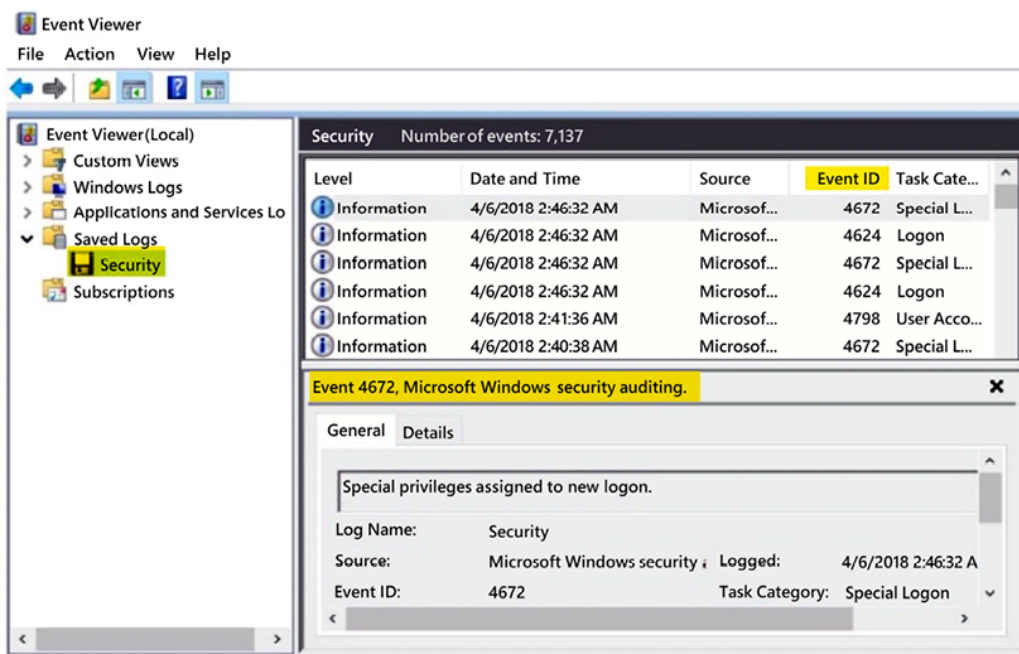 Event Viewer
File Action View Help
Event Viewer(Local)
Custom Views
Windows Logs
Applications and Services Lo
Saved Logs
Security
Subscriptions
Security Number of events: 7,137
Level Date and Time Source Event ID Task Cate...
Information 4/6/2018 2:46:32 AM Microsof... 4672 Special L...
Information 4/6/2018 2:46:32 AM Microsof... 4624 Logon
Information 4/6/2018 2:46:32 AM Microsof... 4672 Special L...
Information 4/6/2018 2:46:32 AM Microsof... 4624 Logon
Information 4/6/2018 2:41:36 AM Microsof... 4798 User Acco...
Information 4/6/2018 2:40:38 AM Microsof... 4672 Special L...
Event 4672, Microsoft Windows security auditing.
General Details
Special privileges assigned to new logon.
Log Name: Security
Source: Microsoft Windows security Logged: 4/6/2018 2:46:32 A
Event ID: 4672 Task Category: Special Logon